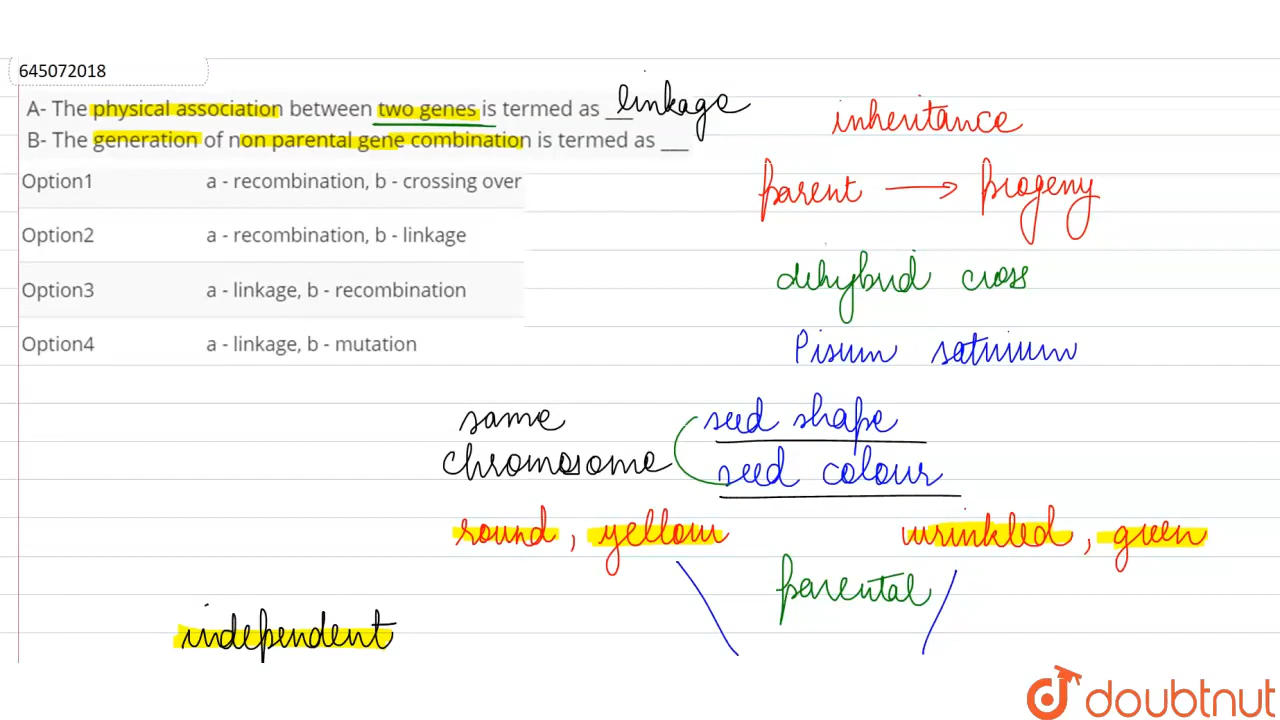 645072018
A- The physical association between two genes is termed as ___ linkage
B- The generation of non parental gene combination is termed as ___
Option1 a - recombination, b - crossing over
Option2 a - recombination, b - linkage
Option3 a - linkage, b - recombination
Option4 a - linkage, b - mutation
inheritance
parent → progeny
dihybrid cross
Pisum sativum
same
chromosome
seed shape
seed colour
round, yellow
wrinkled, green
parental
independent
doubtnut